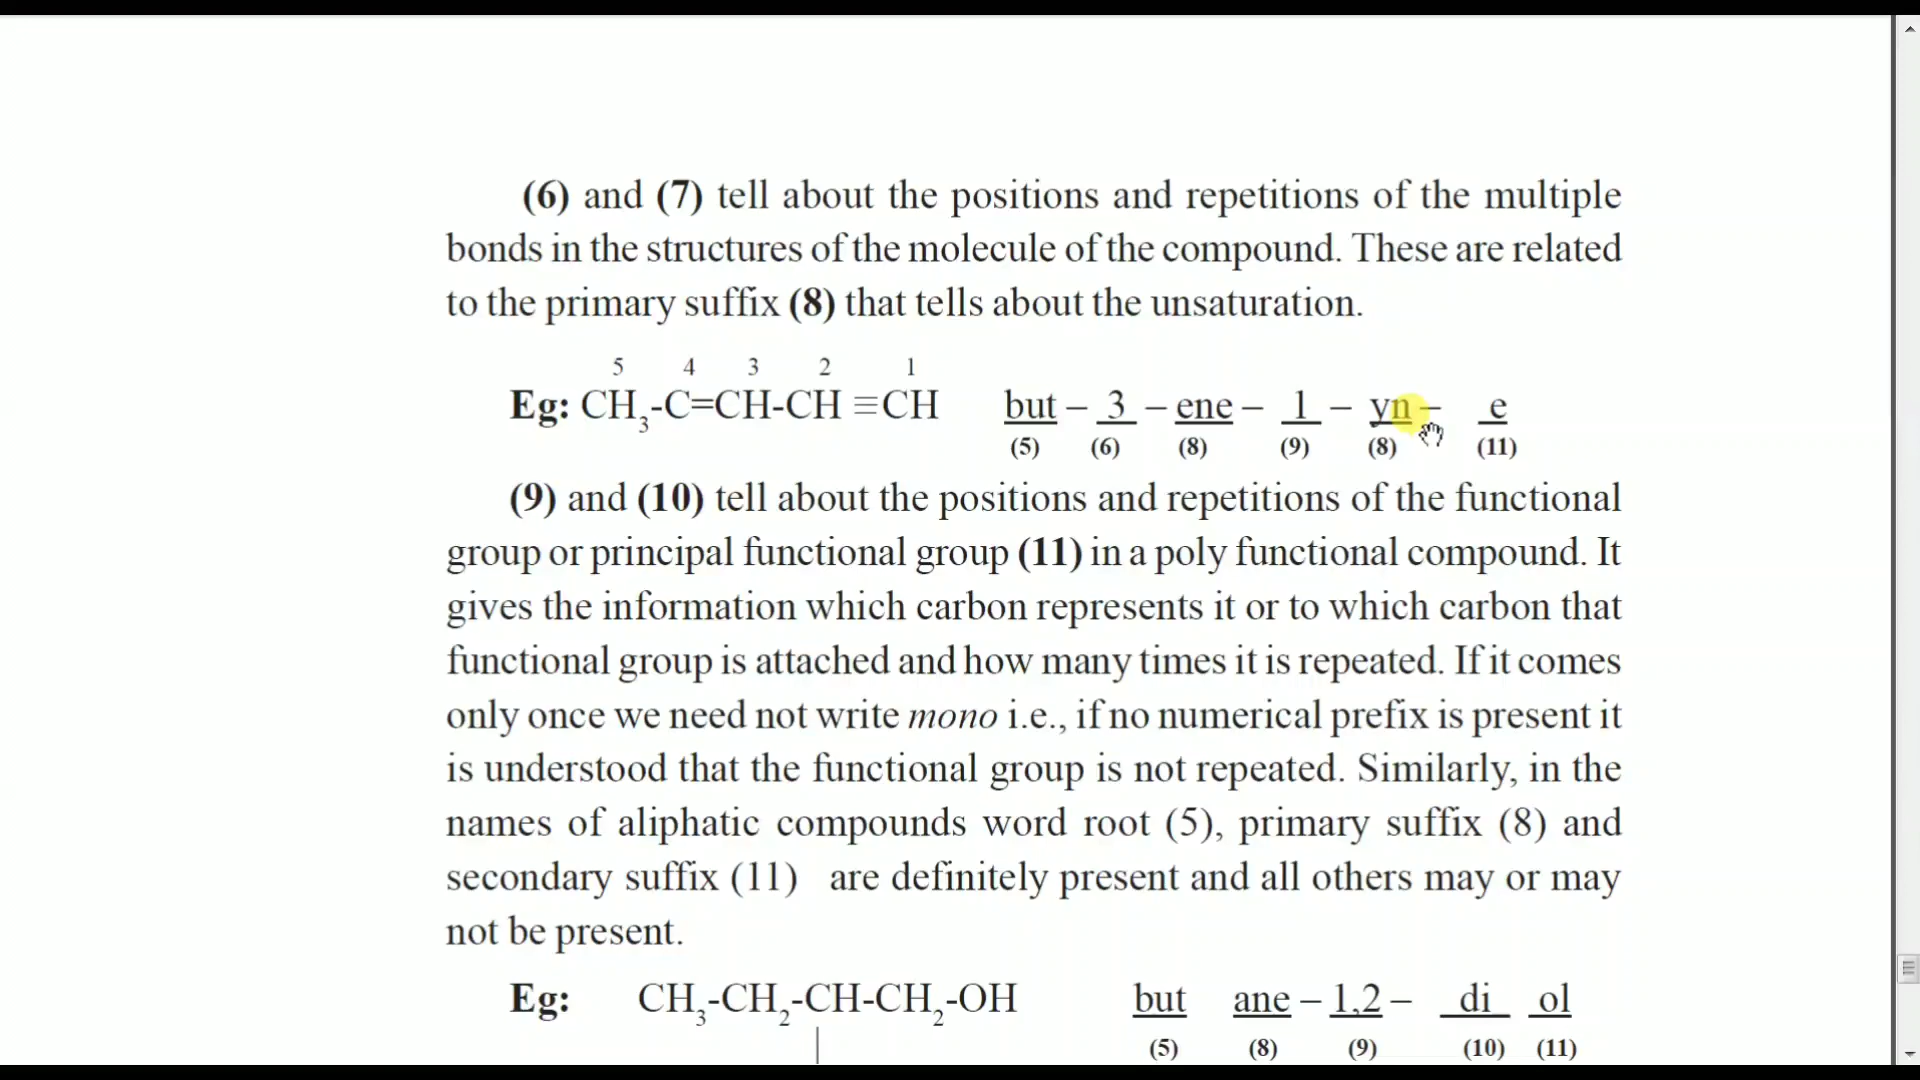 (6) and (7) tell about the positions and repetitions of the multiple
bonds in the structures of the molecule of the compound. These are related
to the primary suffix (8) that tells about the unsaturation.
5 4 3 2 1
Eg: CH3-C=CH-CH ≡CH but – 3 – ene – 1 – yn – e
(5) (6) (8) (9) (8) (11)
(9) and (10) tell about the positions and repetitions of the functional
group or principal functional group (11) in a poly functional compound. It
gives the information which carbon represents it or to which carbon that
functional group is attached and how many times it is repeated. If it comes
only once we need not write mono i.e., if no numerical prefix is present it
is understood that the functional group is not repeated. Similarly, in the
names of aliphatic compounds word root (5), primary suffix (8) and
secondary suffix (11) are definitely present and all others may or may
not be present.
Eg: CH3-CH2-CH-CH2-OH but ane – 1,2 – di ol
(5) (8) (9) (10) (11)